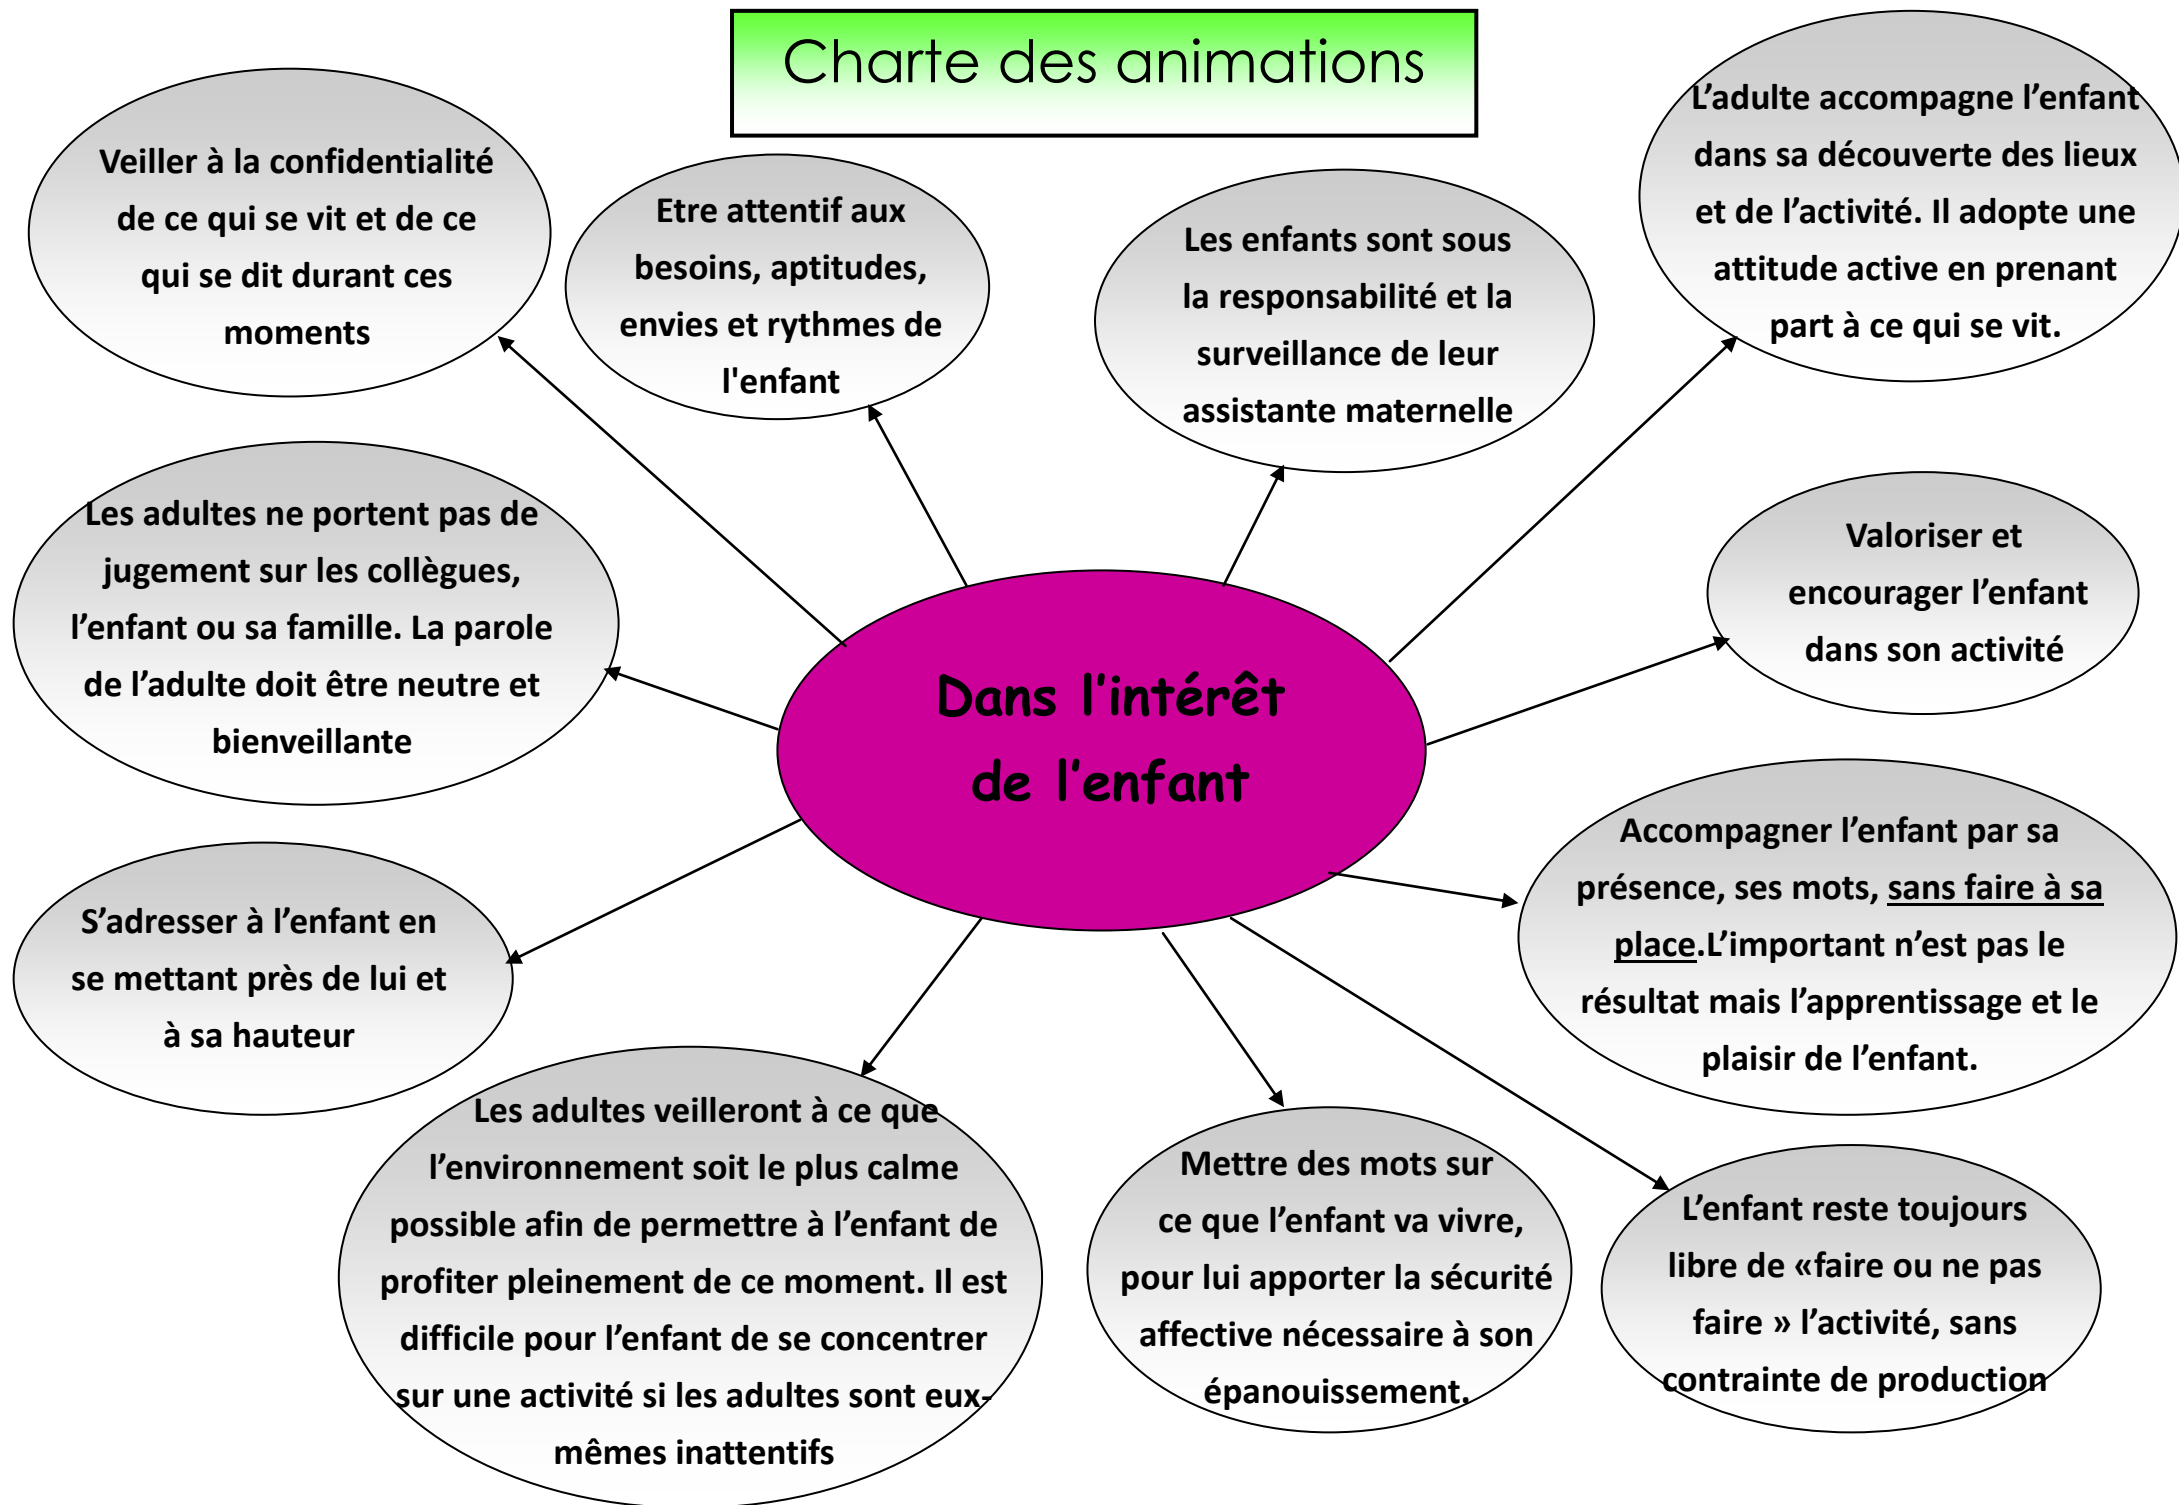 Charte des animations
Veiller à la confidentialité
de ce qui se vit et de ce
qui se dit durant ces
moments
Etre attentif aux
besoins, aptitudes,
envies et rythmes de
l'enfant
Les enfants sont sous
la responsabilité et la
surveillance de leur
assistante maternelle
L’adulte accompagne l’enfant
dans sa découverte des lieux
et de l’activité. Il adopte une
attitude active en prenant
part à ce qui se vit.
Les adultes ne portent pas de
jugement sur les collègues,
l’enfant ou sa famille. La parole
de l’adulte doit être neutre et
bienveillante
Dans l’intérêt
de l’enfant
Valoriser et
encourager l’enfant
dans son activité
S’adresser à l’enfant en
se mettant près de lui et
à sa hauteur
Accompagner l’enfant par sa
présence, ses mots, sans faire à sa
place.L’important n’est pas le
résultat mais l’apprentissage et le
plaisir de l’enfant.
Les adultes veilleront à ce que
l’environnement soit le plus calme
possible afin de permettre à l’enfant de
profiter pleinement de ce moment. Il est
difficile pour l’enfant de se concentrer
sur une activité si les adultes sont eux-
mêmes inattentifs
Mettre des mots sur
ce que l’enfant va vivre,
pour lui apporter la sécurité
affective nécessaire à son
épanouissement.
L’enfant reste toujours
libre de «faire ou ne pas
faire » l’activité, sans
contrainte de production